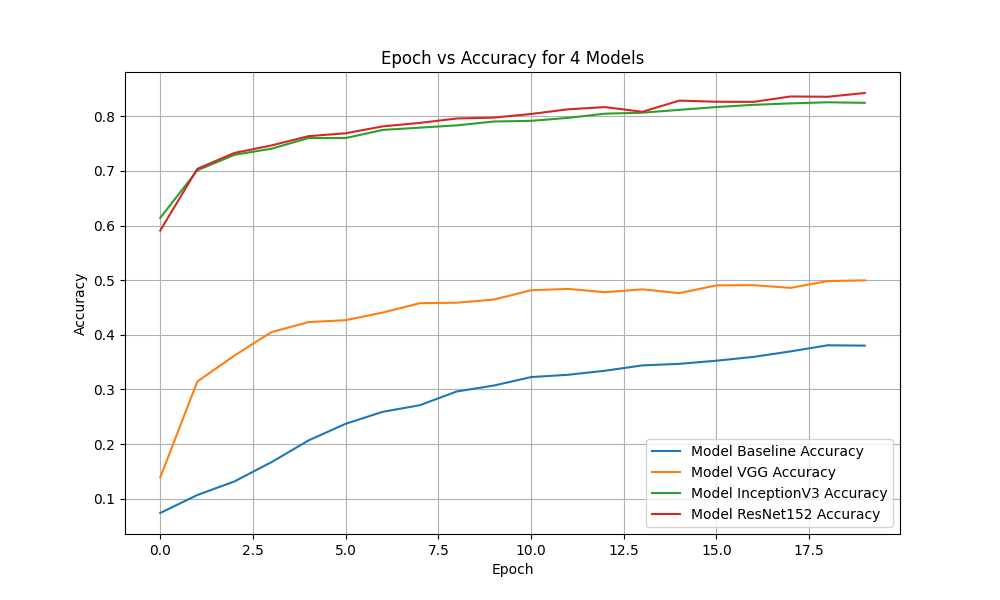 Epoch vs Accuracy for 4 Models
Accuracy
0.8
0.7
0.6
0.5
0.4
0.3
0.2
0.1
Model Baseline Accuracy
Model VGG Accuracy
Model InceptionV3 Accuracy
Model ResNet152 Accuracy
0.0 2.5 5.0 7.5 10.0 12.5 15.0 17.5
Epoch